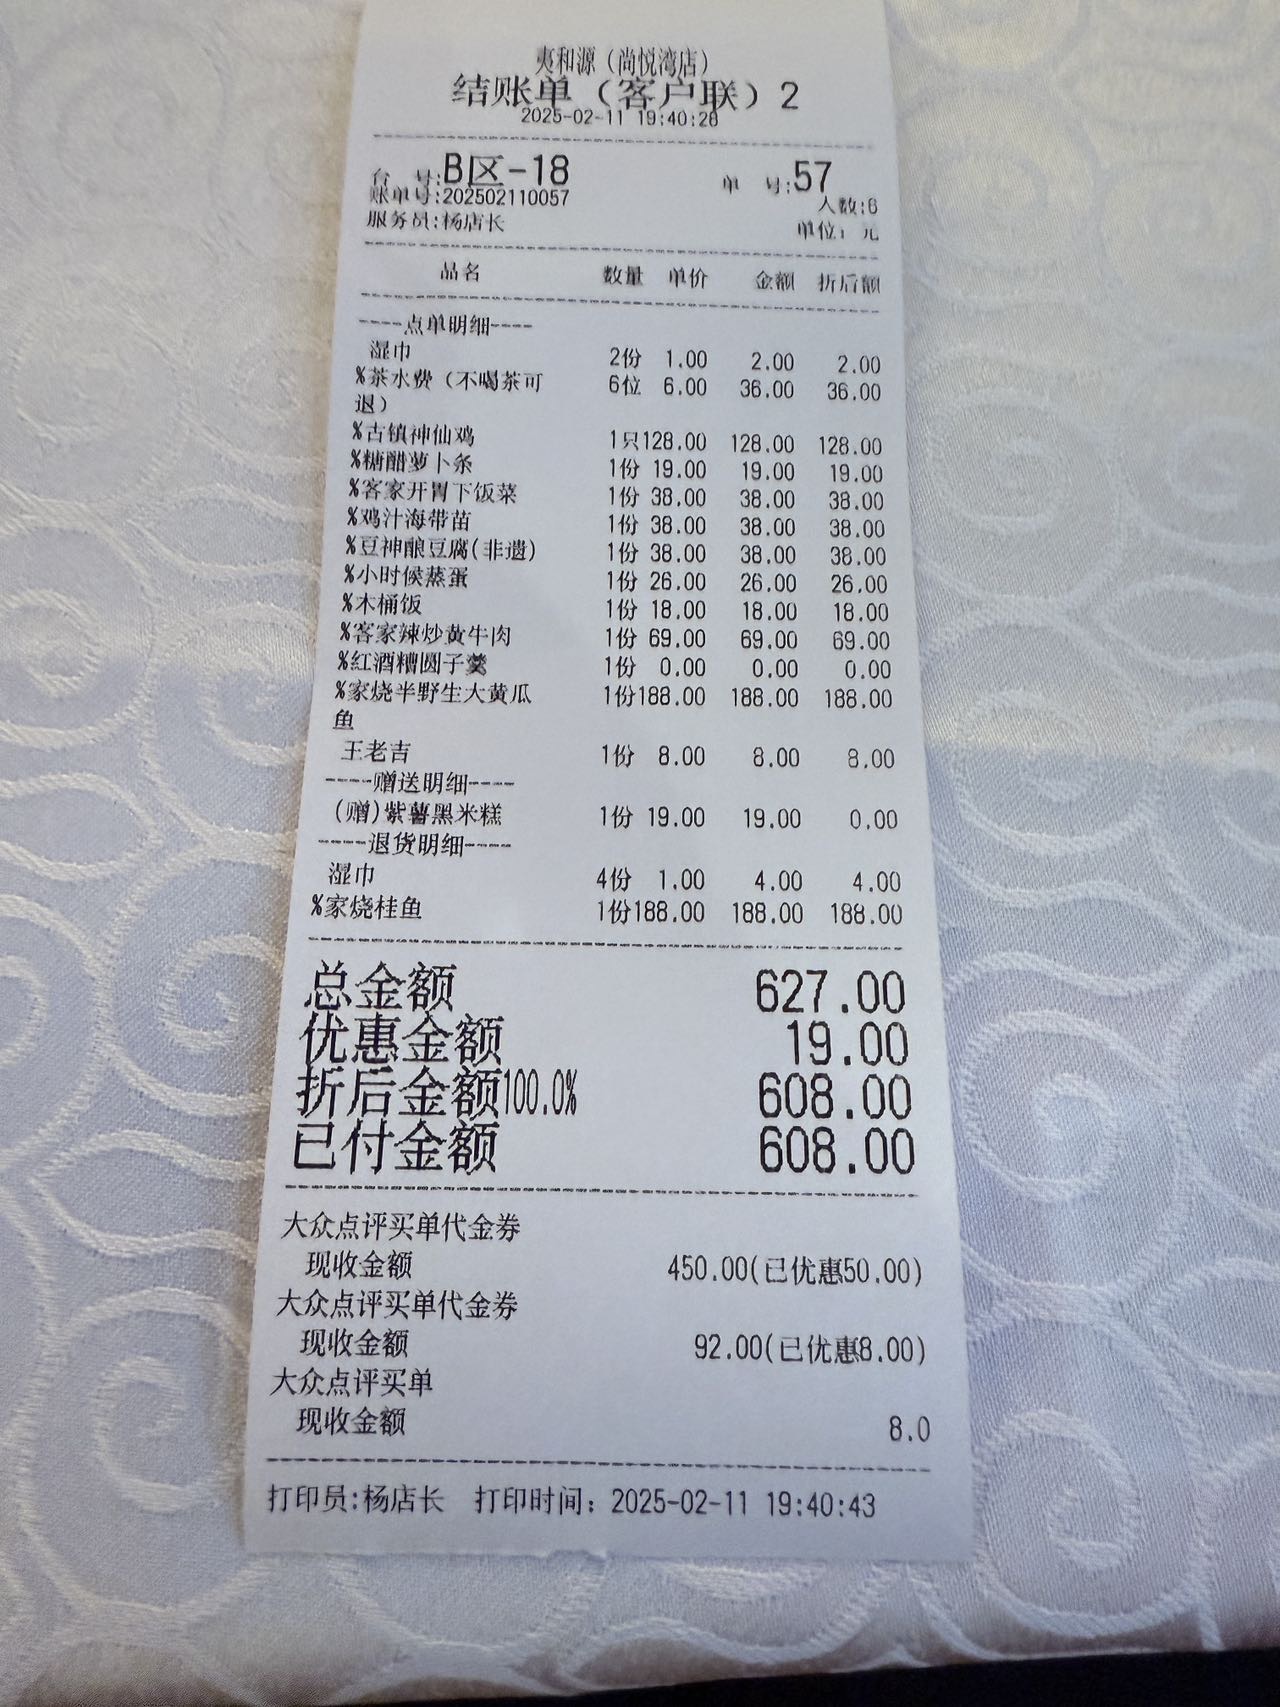 夷和源（尚悦湾店）
结账单（客户联）2
2025-02-11 19:40:28
台 号:B区-18 单 号:57
账单号:202502110057 人数:6
服务员:杨店长 单位：元
品名 数量 单价 金额 折后额
----点单明细----
湿巾 2份 1.00 2.00 2.00
%茶水费（不喝茶可 6位 6.00 36.00 36.00
退）
%古镇神仙鸡 1只128.00 128.00 128.00
%糖醋萝卜条 1份 19.00 19.00 19.00
%客家开胃下饭菜 1份 38.00 38.00 38.00
%鸡汁海带苗 1份 38.00 38.00 38.00
%豆神酿豆腐(非遗) 1份 38.00 38.00 38.00
%小时候蒸蛋 1份 26.00 26.00 26.00
%木桶饭 1份 18.00 18.00 18.00
%客家辣炒黄牛肉 1份 69.00 69.00 69.00
%红酒糟圆子羹 1份 0.00 0.00 0.00
%家烧半野生大黄瓜 1份188.00 188.00 188.00
鱼
王老吉 1份 8.00 8.00 8.00
----赠送明细----
(赠)紫薯黑米糕 1份 19.00 19.00 0.00
----退货明细----
湿巾 4份 1.00 4.00 4.00
%家烧桂鱼 1份188.00 188.00 188.00
总金额 627.00
优惠金额 19.00
折后金额100.0% 608.00
已付金额 608.00
大众点评买单代金券
现收金额 450.00(已优惠50.00)
大众点评买单代金券
现收金额 92.00(已优惠8.00)
大众点评买单
现收金额 8.0
打印员:杨店长 打印时间：2025-02-11 19:40:43